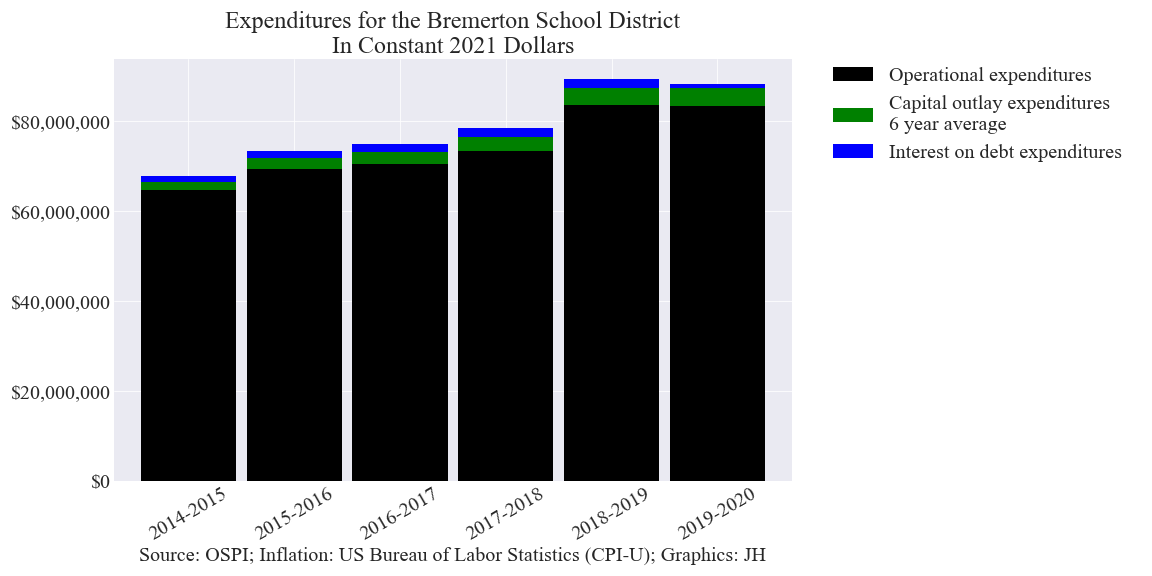 Expenditures for the Bremerton School District
In Constant 2021 Dollars
Operational expenditures
Capital outlay expenditures
6 year average
Interest on debt expenditures
$80,000,000
$60,000,000
$40,000,000
$20,000,000
$0
2014-2015
2015-2016
2016-2017
2017-2018
2018-2019
2019-2020
Source: OSPI; Inflation: US Bureau of Labor Statistics (CPI-U); Graphics: JH